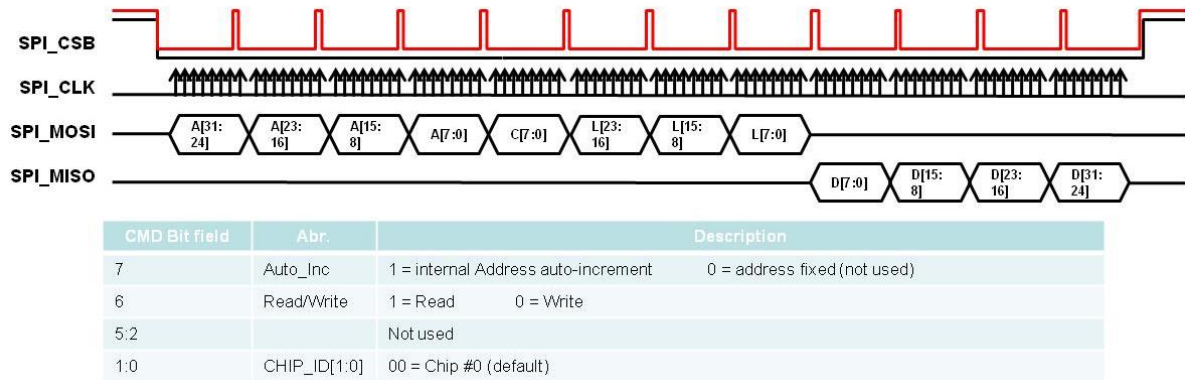 SPI_CSB
SPI_CLK
SPI_MOSI
A[31:
24]
A[23:
16]
A[15:
8]
A[7:0]
C[7:0]
L[23:
16]
L[15:
8]
L[7:0]
SPI_MISO
D[7:0]
D[15:
8]
D[23:
16]
D[31:
24]
CMD Bit field Abr. Description
7 Auto_Inc 1 = internal Address auto-increment 0 = address fixed (not used)
6 Read/Write 1 = Read 0 = Write
5:2 Not used
1:0 CHIP_ID[1:0] 00 = Chip #0 (default)